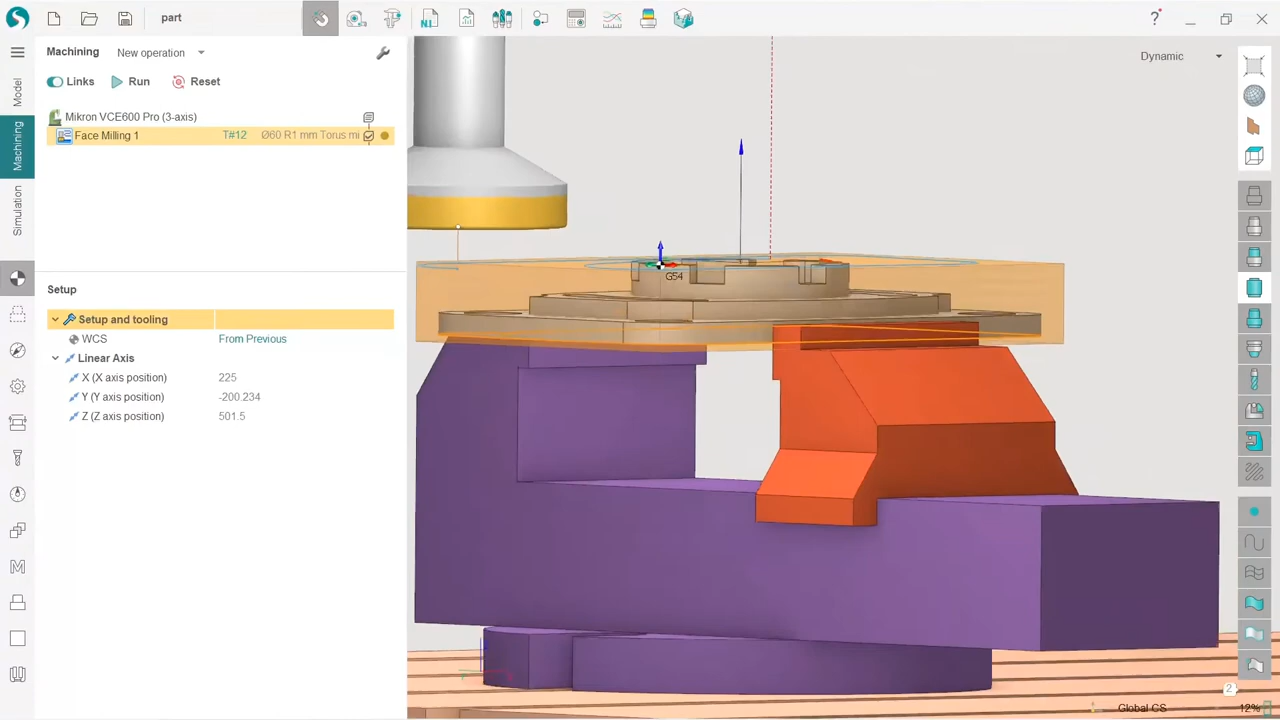 part
?
Machining
New operation
Links
Run
Reset
Mikron VCE600 Pro (3-axis)
Face Milling 1
T#12
Ø60 R1 mm Torus mi
Setup
Setup and tooling
WCS
From Previous
Linear Axis
X (X axis position)
225
Y (Y axis position)
-200.234
Z (Z axis position)
501.5
Model
Machining
Simulation
Dynamic
G54
2
Global CS
12%